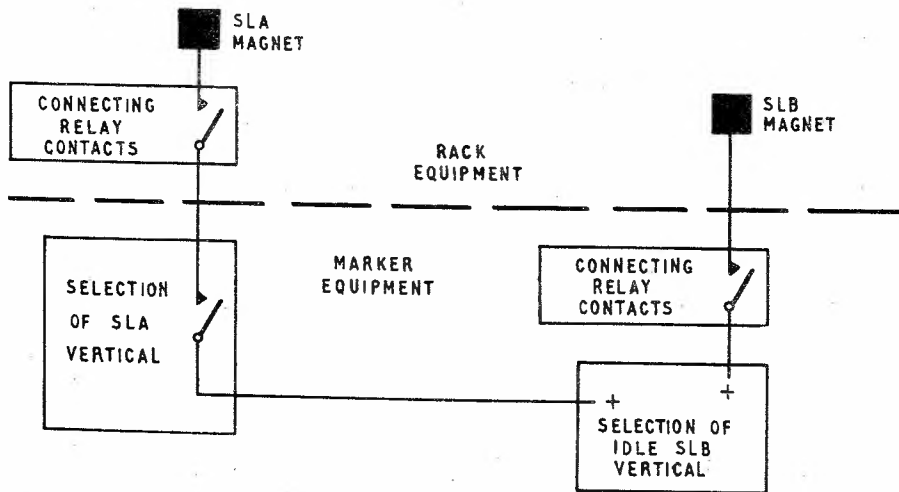 SLA
MAGNET
CONNECTING
RELAY
CONTACTS
SLB
MAGNET
RACK
EQUIPMENT
MARKER
EQUIPMENT
CONNECTING
RELAY
CONTACTS
SELECTION
OF SLA
VERTICAL
+ +
SELECTION OF
IDLE SLB
VERTICAL